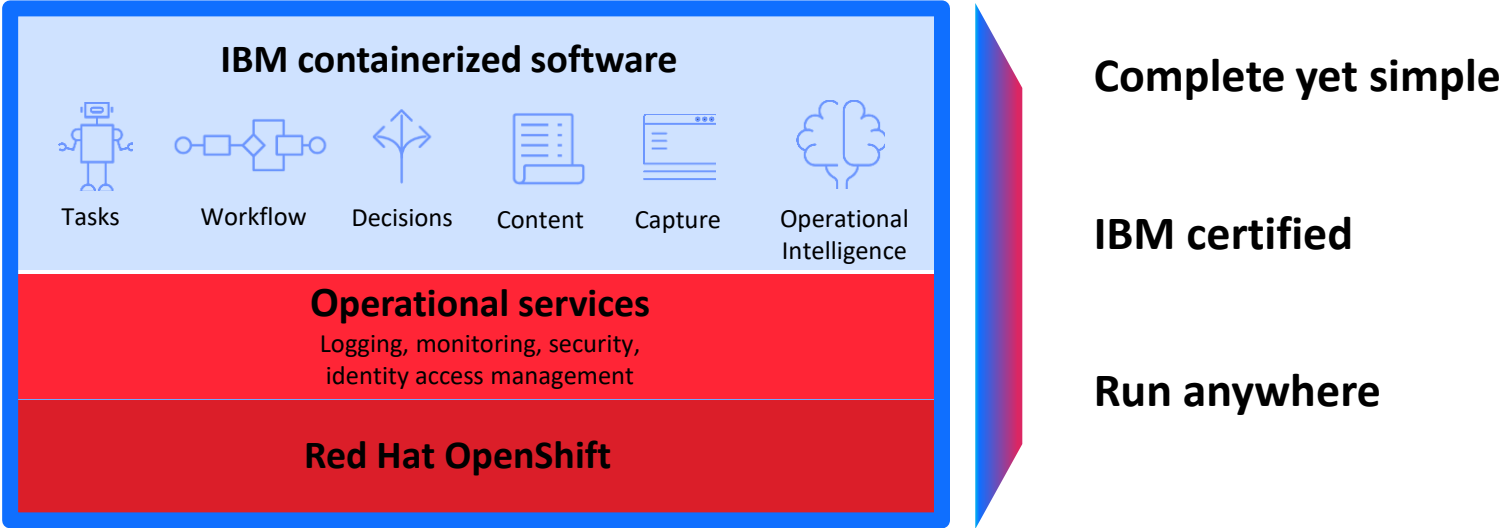 IBM containerized software
Tasks
Workflow
Decisions
Content
Capture
Operational
Intelligence
Operational services
Logging, monitoring, security,
identity access management
Red Hat OpenShift
Complete yet simple
IBM certified
Run anywhere